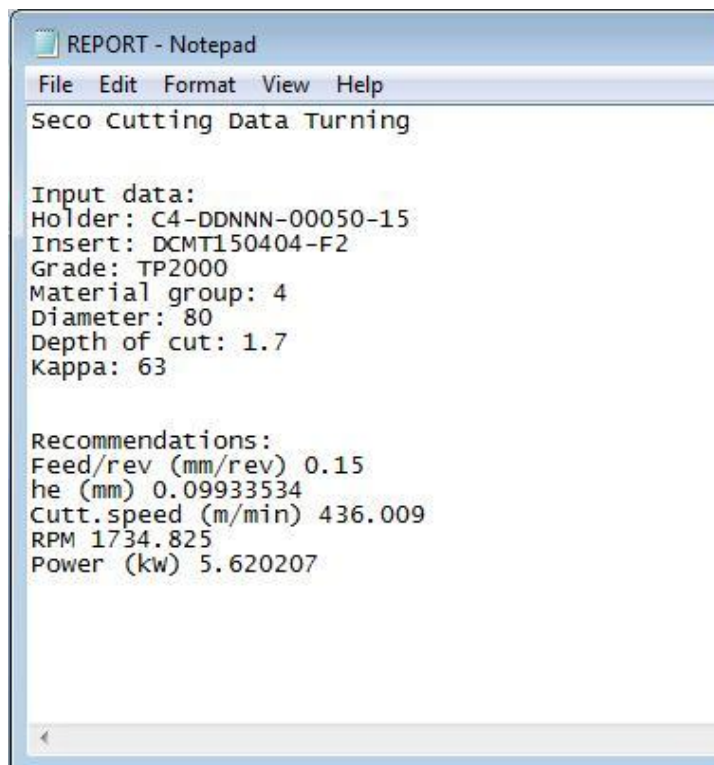 REPORT - Notepad
File Edit Format View Help
Seco Cutting Data Turning
Input data:
Holder: C4-DDNNN-00050-15
Insert: DCMT150404-F2
Grade: TP2000
Material group: 4
Diameter: 80
Depth of cut: 1.7
Kappa: 63
Recommendations:
Feed/rev (mm/rev) 0.15
he (mm) 0.09933534
Cutt.speed (m/min) 436.009
RPM 1734.825
Power (kW) 5.620207